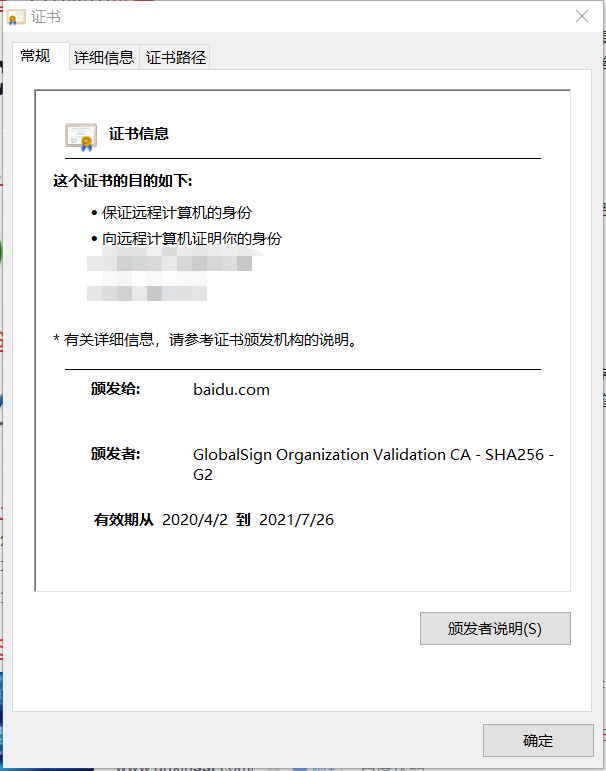 证书
常规 详细信息 证书路径
证书信息
这个证书的目的如下:
• 保证远程计算机的身份
• 向远程计算机证明你的身份
* 有关详细信息，请参考证书颁发机构的说明。
颁发给: baidu.com
颁发者: GlobalSign Organization Validation CA - SHA256 -
G2
有效期从 2020/4/2 到 2021/7/26
颁发者说明(S)
确定